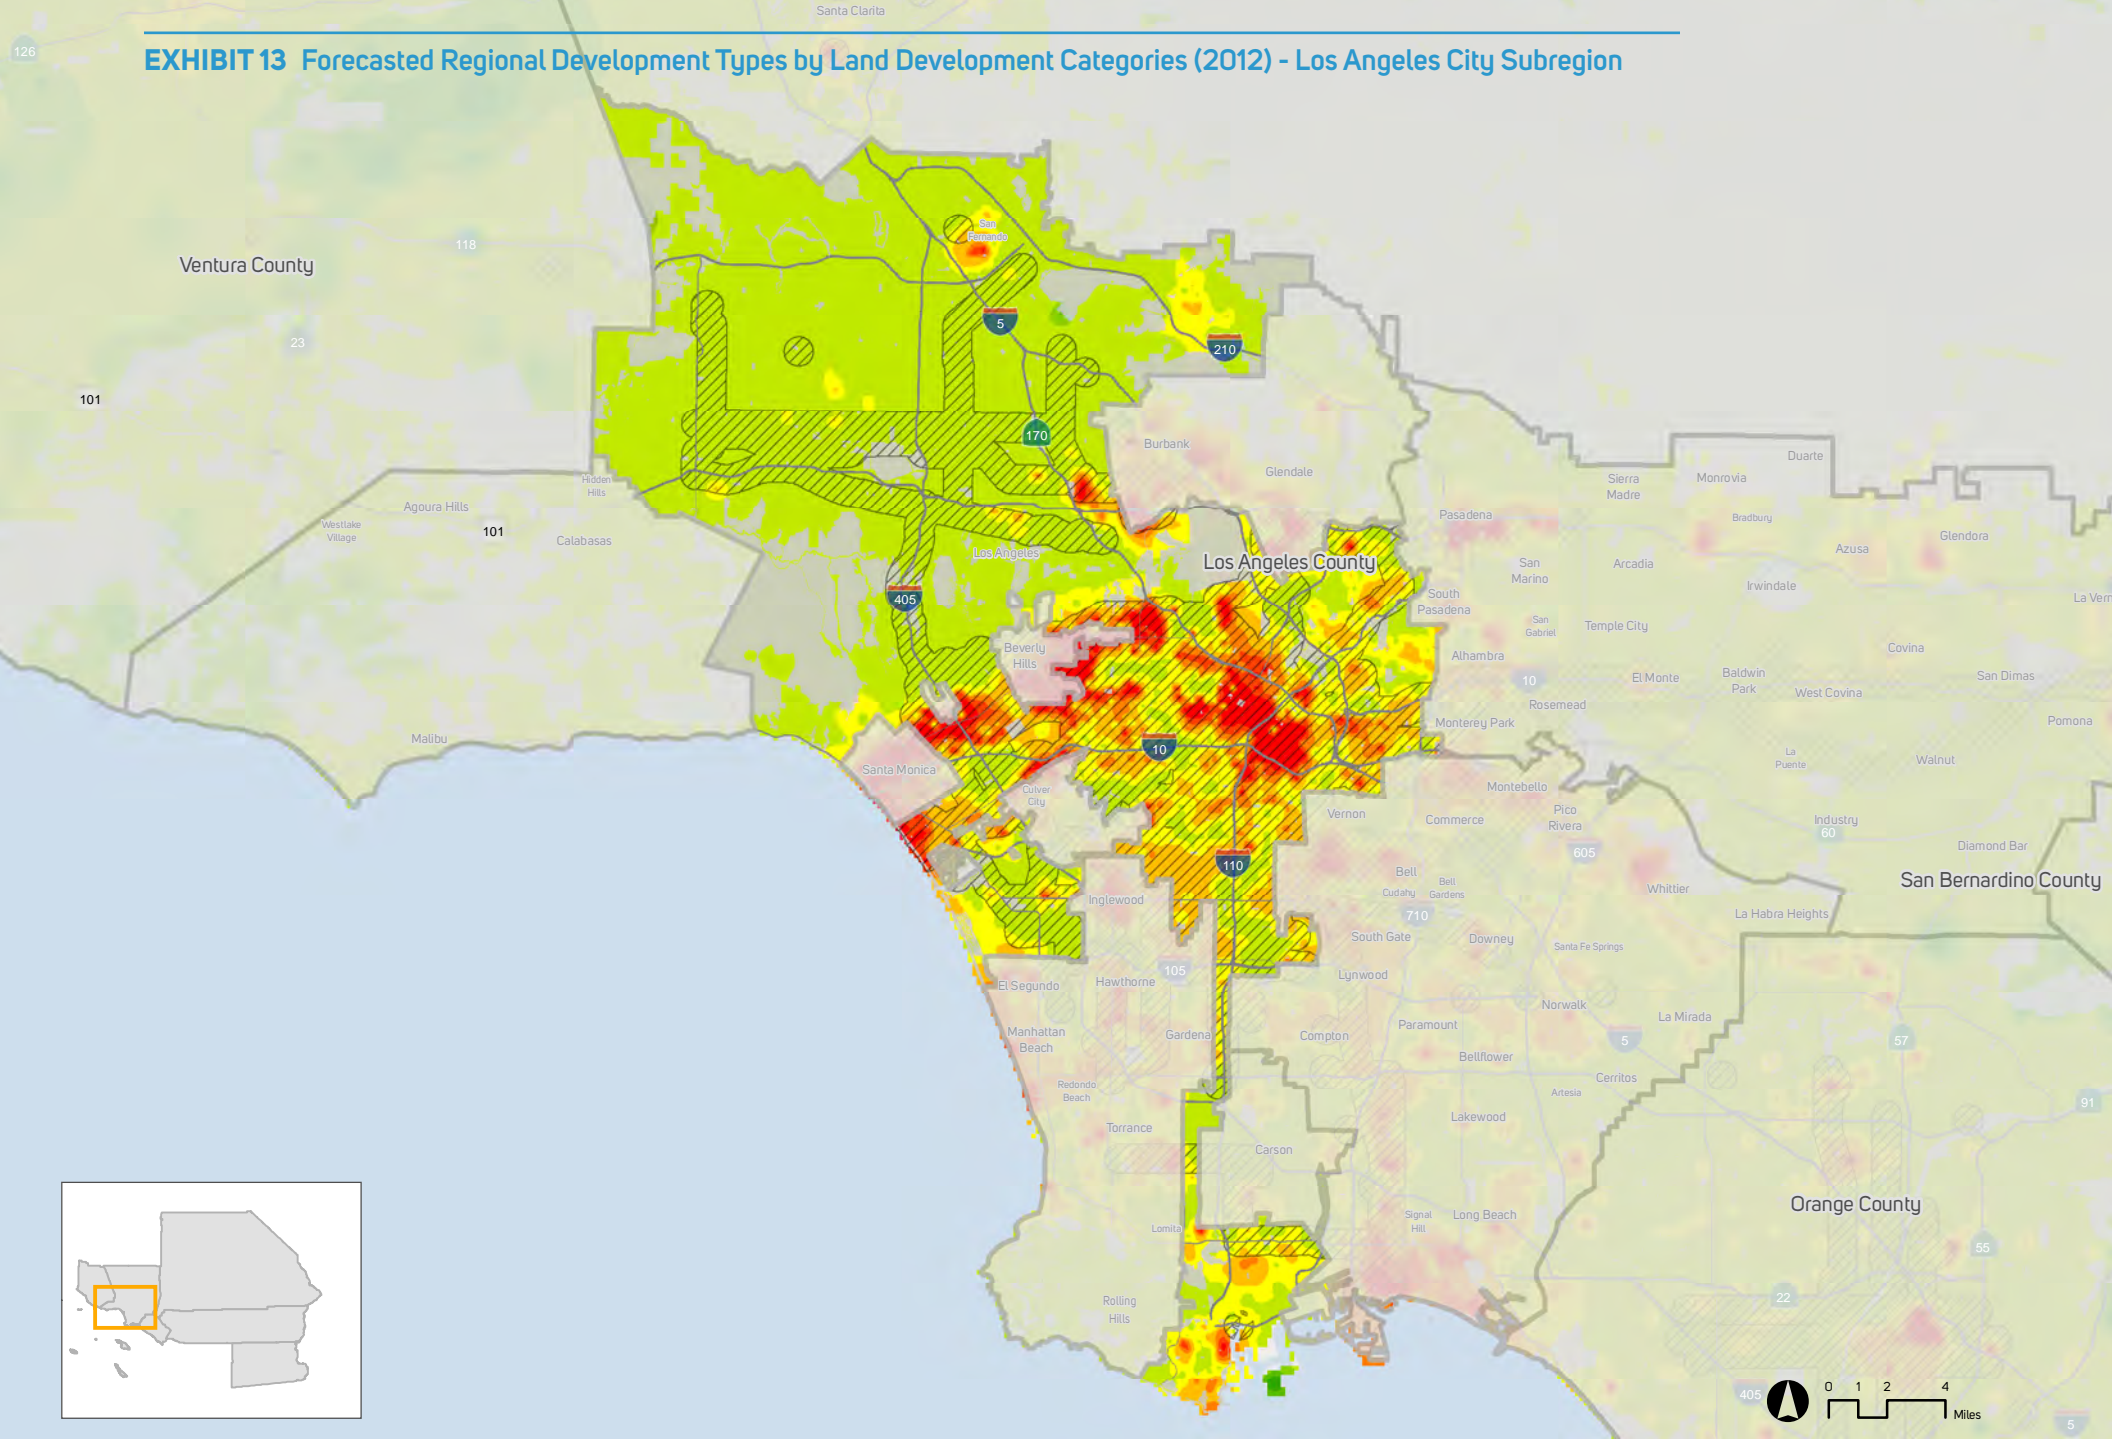 Santa Clarita
EXHIBIT 13 Forecasted Regional Development Types by Land Development Categories (2012) - Los Angeles City Subregion
126
118
Ventura County
23
101
San
Fernando
5
210
170
Burbank
Glendale
Pasadena
Sierra
Madre
Monrovia
Duarte
Bradbury
Azusa
Glendora
Hidden
Hills
Agoura Hills
Westlake
Village
101
Calabasas
Los Angeles
Los Angeles County
San
Marino
Arcadia
Irwindale
La Vern
405
South
Pasadena
San
Gabriel
Temple City
Covina
Beverly
Hills
Alhambra
10
El Monte
Baldwin
Park
West Covina
San Dimas
Rosemead
Monterey Park
Pomona
Malibu
10
La
Puente
Walnut
Santa Monica
Culver
City
Montebello
Vernon
Commerce
Pico
Rivera
Industry
60
605
Diamond Bar
110
Bell
Cudahy
Bell
Gardens
Whittier
San Bernardino County
Inglewood
710
La Habra Heights
South Gate
Downey
Santa Fe Springs
105
Lynwood
El Segundo
Hawthorne
Norwalk
La Mirada
Manhattan
Beach
Gardena
Compton
Paramount
5
57
Bellflower
Redondo
Beach
Cerritos
Artesia
91
Torrance
Lakewood
Carson
Lomita
Signal
Hill
Long Beach
Orange County
55
Rolling
Hills
22
405
0 1 2 4
Miles
5